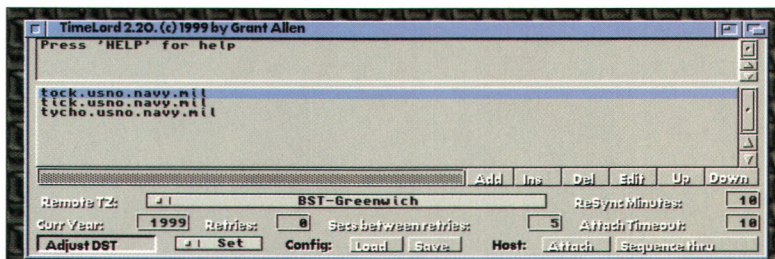 TimeLord 2.20. (c) 1999 by Grant Allen
Press 'HELP' for help
tock.usno.navy.mil
tick.usno.navy.mil
tycho.usno.navy.mil
Add Ins Del Edit Up Down
Remote TZ: BST-Greenwich ReSync Minutes: 10
Curr Year: 1999 Retries: 0 Secs between retries: 5 Attach Timeout: 10
Adjust DST Set Config: Load Save Host: Attach Sequence thru